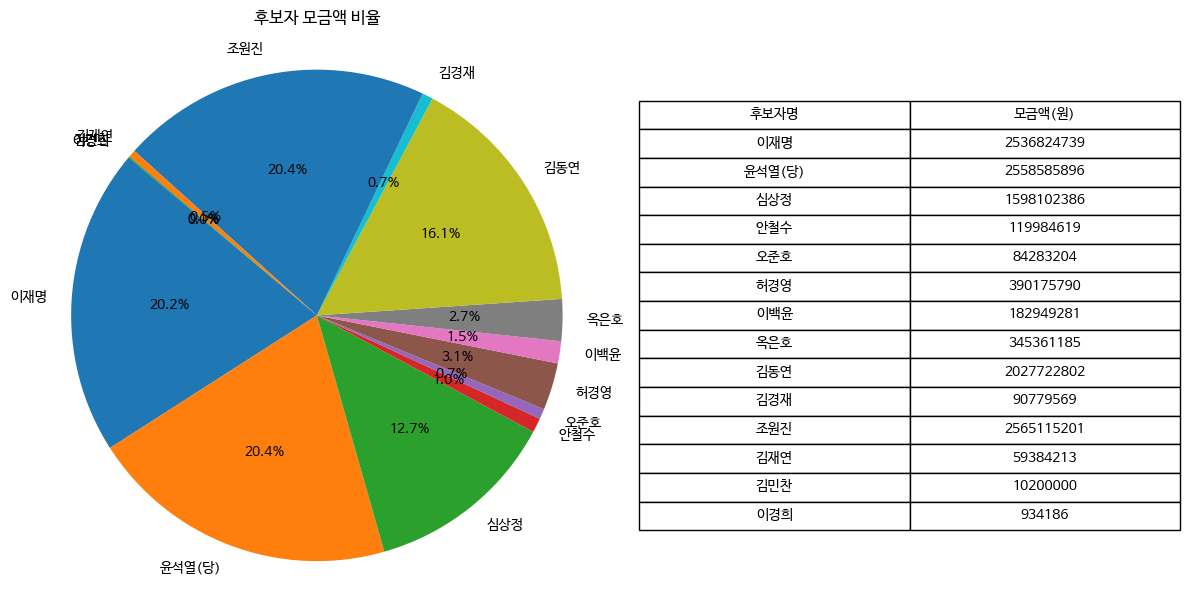 후보자 모금액 비율
조원진
김경재
김동연
옥은호
이백윤
허경영
오준호
안철수
심상정
윤석열(당)
이재명
김재연
20.4%
0.7%
16.1%
2.7%
1.5%
3.1%
0.7%
1.0%
12.7%
20.4%
20.2%
후보자명 모금액(원)
이재명 2536824739
윤석열(당) 2558585896
심상정 1598102386
안철수 119984619
오준호 84283204
허경영 390175790
이백윤 182949281
옥은호 345361185
김동연 2027722802
김경재 90779569
조원진 2565115201
김재연 59384213
김민찬 10200000
이경희 934186